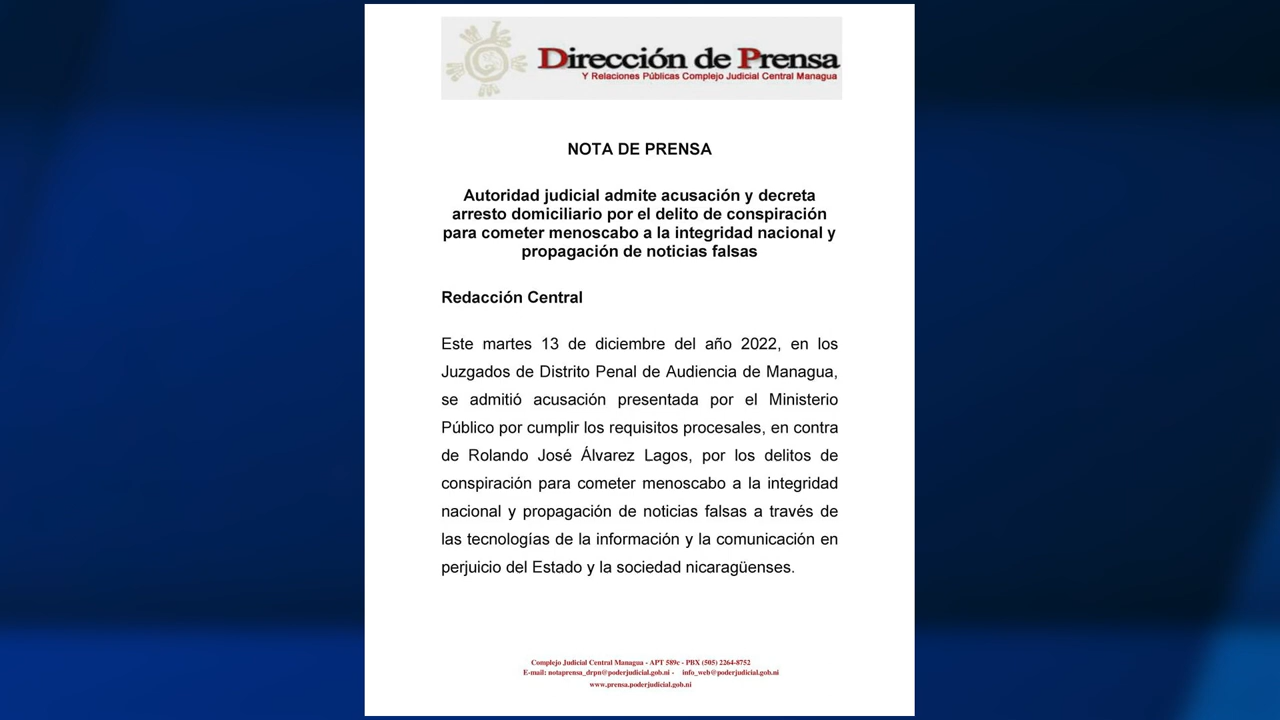 Dirección de Prensa
Y Relaciones Públicas Complejo Judicial Central Managua
NOTA DE PRENSA
Autoridad judicial admite acusación y decreta
arresto domiciliario por el delito de conspiración
para cometer menoscabo a la integridad nacional y
propagación de noticias falsas
Redacción Central
Este martes 13 de diciembre del año 2022, en los
Juzgados de Distrito Penal de Audiencia de Managua,
se admitió acusación presentada por el Ministerio
Público por cumplir los requisitos procesales, en contra
de Rolando José Álvarez Lagos, por los delitos de
conspiración para cometer menoscabo a la integridad
nacional y propagación de noticias falsas a través de
las tecnologías de la información y la comunicación en
perjuicio del Estado y la sociedad nicaragüenses.
Complejo Judicial Central Managua - APT 589c - PBX (505) 2264-8752
E-mail: notaprensa_drpn@poderjudicial.gob.ni - info_web@poderjudicial.gob.ni
www.prensa.poderjudicial.gob.ni